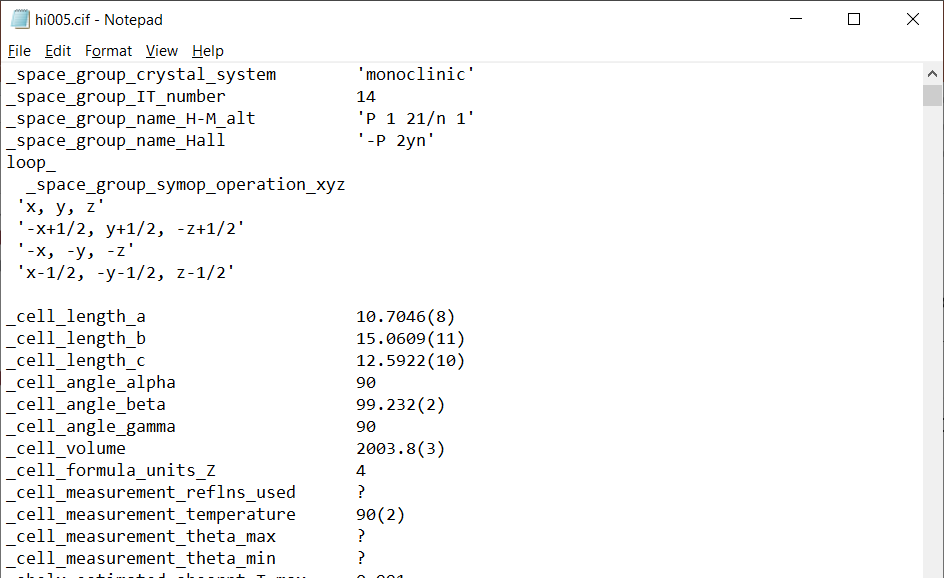 hi005.cif - Notepad
File Edit Format View Help
_space_group_crystal_system 'monoclinic'
_space_group_IT_number 14
_space_group_name_H-M_alt 'P 1 21/n 1'
_space_group_name_Hall '-P 2yn'
loop_
_space_group_symop_operation_xyz
'x, y, z'
'-x+1/2, y+1/2, -z+1/2'
'-x, -y, -z'
'x-1/2, -y-1/2, z-1/2'
_cell_length_a 10.7046(8)
_cell_length_b 15.0609(11)
_cell_length_c 12.5922(10)
_cell_angle_alpha 90
_cell_angle_beta 99.232(2)
_cell_angle_gamma 90
_cell_volume 2003.8(3)
_cell_formula_units_Z 4
_cell_measurement_reflns_used ?
_cell_measurement_temperature 90(2)
_cell_measurement_theta_max ?
_cell_measurement_theta_min ?